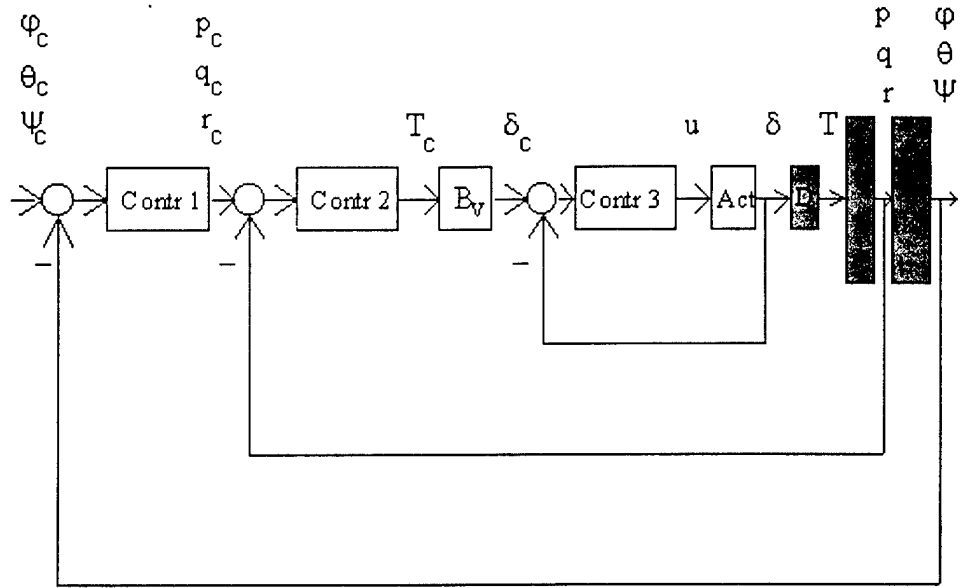 φc pc p φ
θc qc q θ
Ψc rc r Ψ
Tc δc u δ T
Contr 1 Contr 2 Bv Contr 3 Act D
− − −